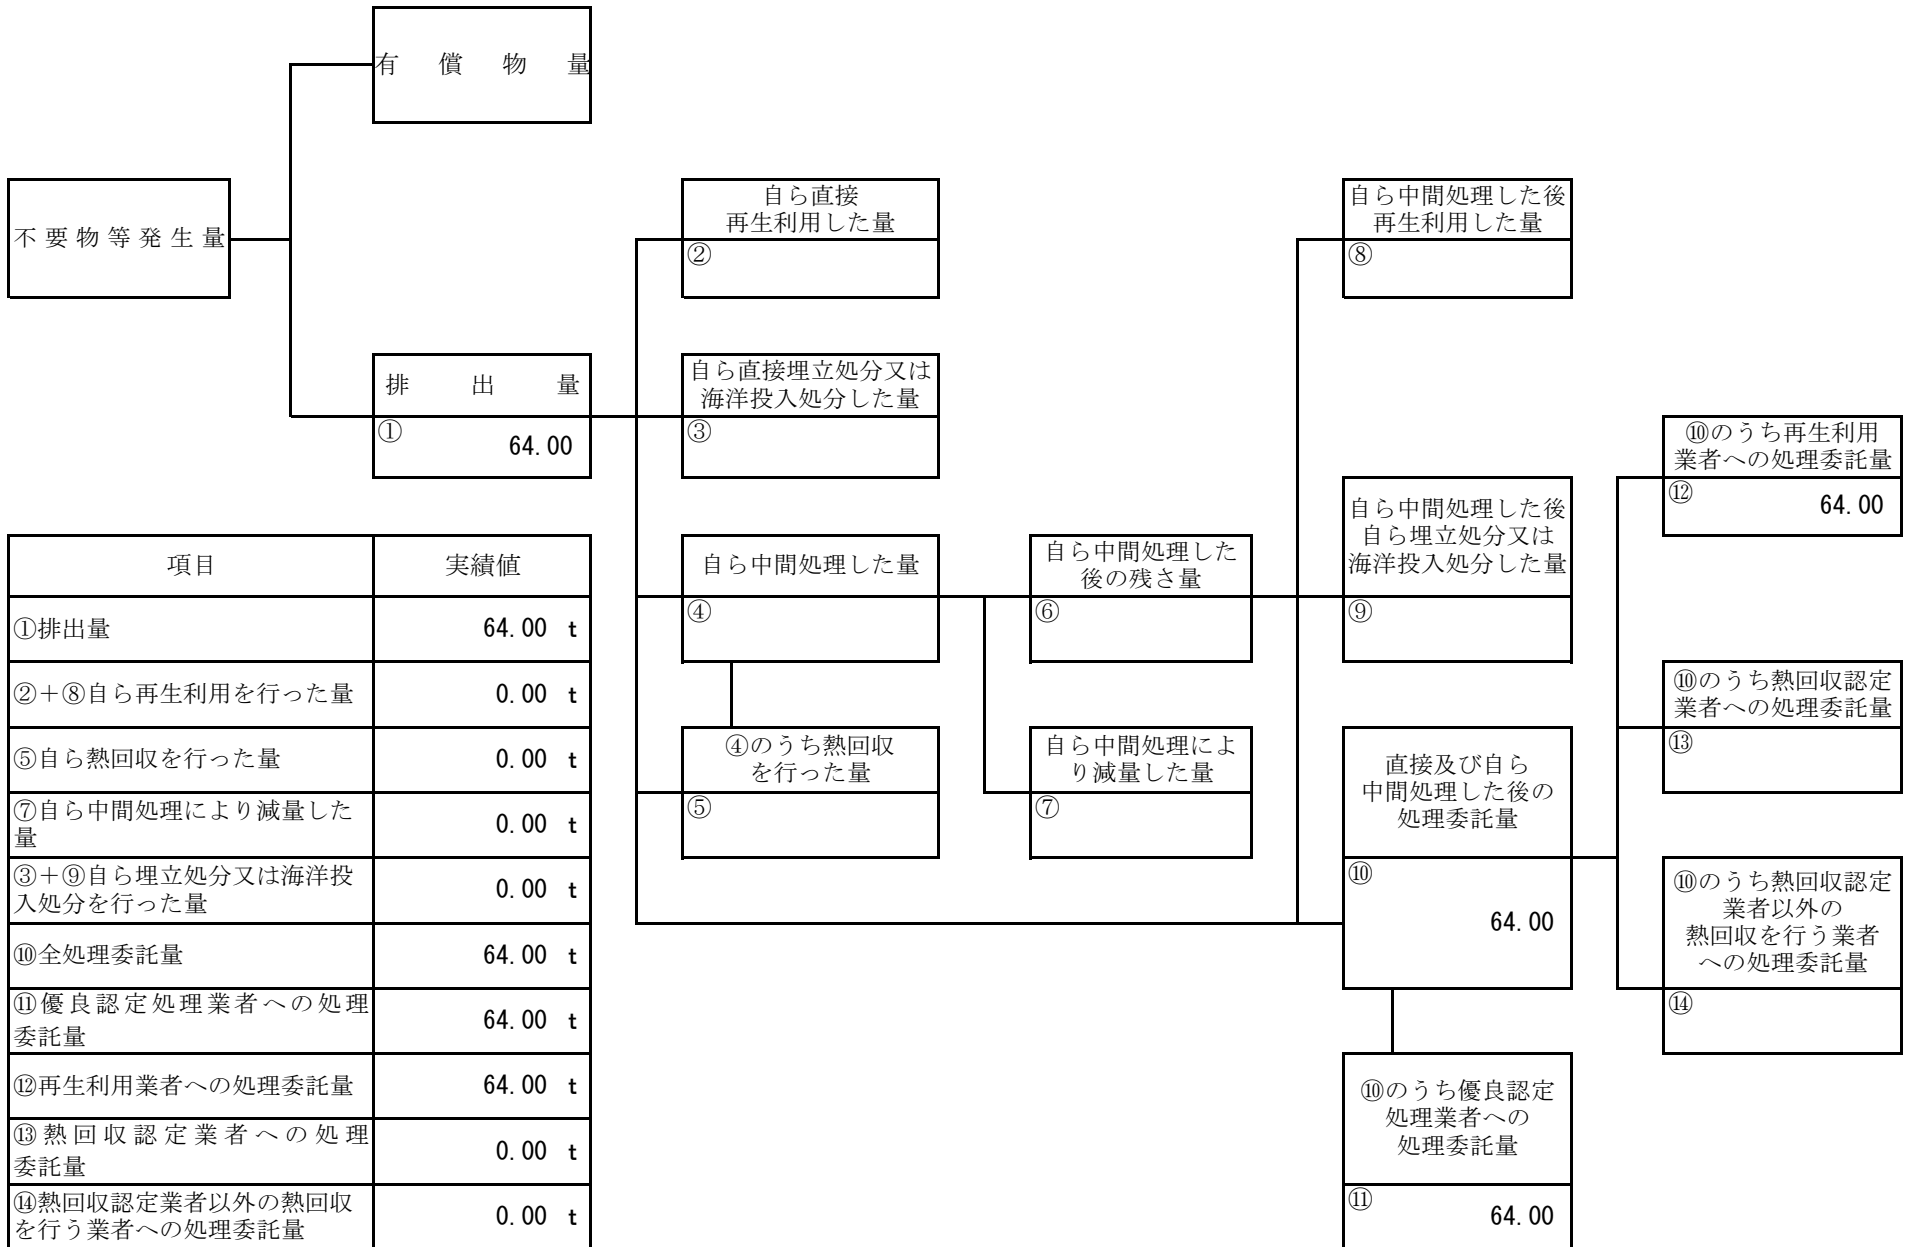 有償物量
不要物等発生量
排出量
①
64.00
自ら直接
再生利用した量
②
自ら直接埋立処分又は
海洋投入処分した量
③
自ら中間処理した量
④
④のうち熱回収
を行った量
⑤
自ら中間処理した
後の残さ量
⑥
自ら中間処理によ
り減量した量
⑦
自ら中間処理した後
再生利用した量
⑧
自ら中間処理した後
自ら埋立処分又は
海洋投入処分した量
⑨
直接及び自ら
中間処理した後の
処理委託量
⑩
64.00
⑩のうち優良認定
処理業者への
処理委託量
⑪
64.00
⑩のうち再生利用
業者への処理委託量
⑫
64.00
⑩のうち熱回収認定
業者への処理委託量
⑬
⑩のうち熱回収認定
業者以外の
熱回収を行う業者
への処理委託量
⑭
項目 実績値
①排出量 64.00 t
②+⑧自ら再生利用を行った量 0.00 t
⑤自ら熱回収を行った量 0.00 t
⑦自ら中間処理により減量した
量 0.00 t
③+⑨自ら埋立処分又は海洋投
入処分を行った量 0.00 t
⑩全処理委託量 64.00 t
⑪優良認定処理業者への処理
委託量 64.00 t
⑫再生利用業者への処理委託量 64.00 t
⑬熱回収認定業者への処理
委託量 0.00 t
⑭熱回収認定業者以外の熱回収
を行う業者への処理委託量 0.00 t